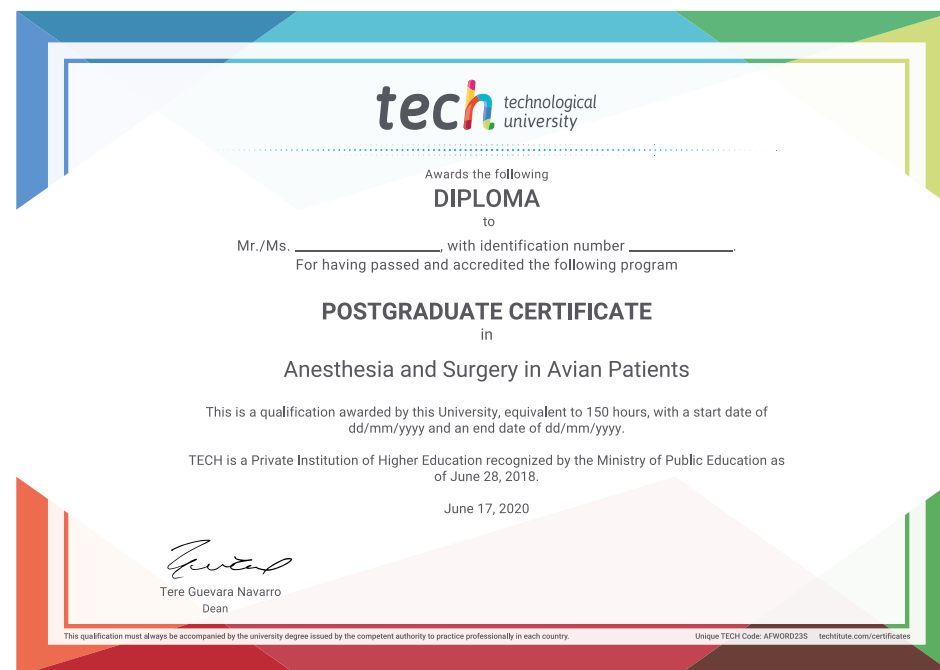 tech technological
university
Awards the following
DIPLOMA
to
Mr./Ms. ________________, with identification number ____________.
For having passed and accredited the following program
POSTGRADUATE CERTIFICATE
in
Anesthesia and Surgery in Avian Patients
This is a qualification awarded by this University, equivalent to 150 hours, with a start date of
dd/mm/yyyy and an end date of dd/mm/yyyy.
TECH is a Private Institution of Higher Education recognized by the Ministry of Public Education as
of June 28, 2018.
June 17, 2020
Tere Guevara Navarro
Dean
This qualification must always be accompanied by the university degree issued by the competent authority to practice professionally in each country. Unique TECH Code: AFWORD23S techtitute.com/certificates